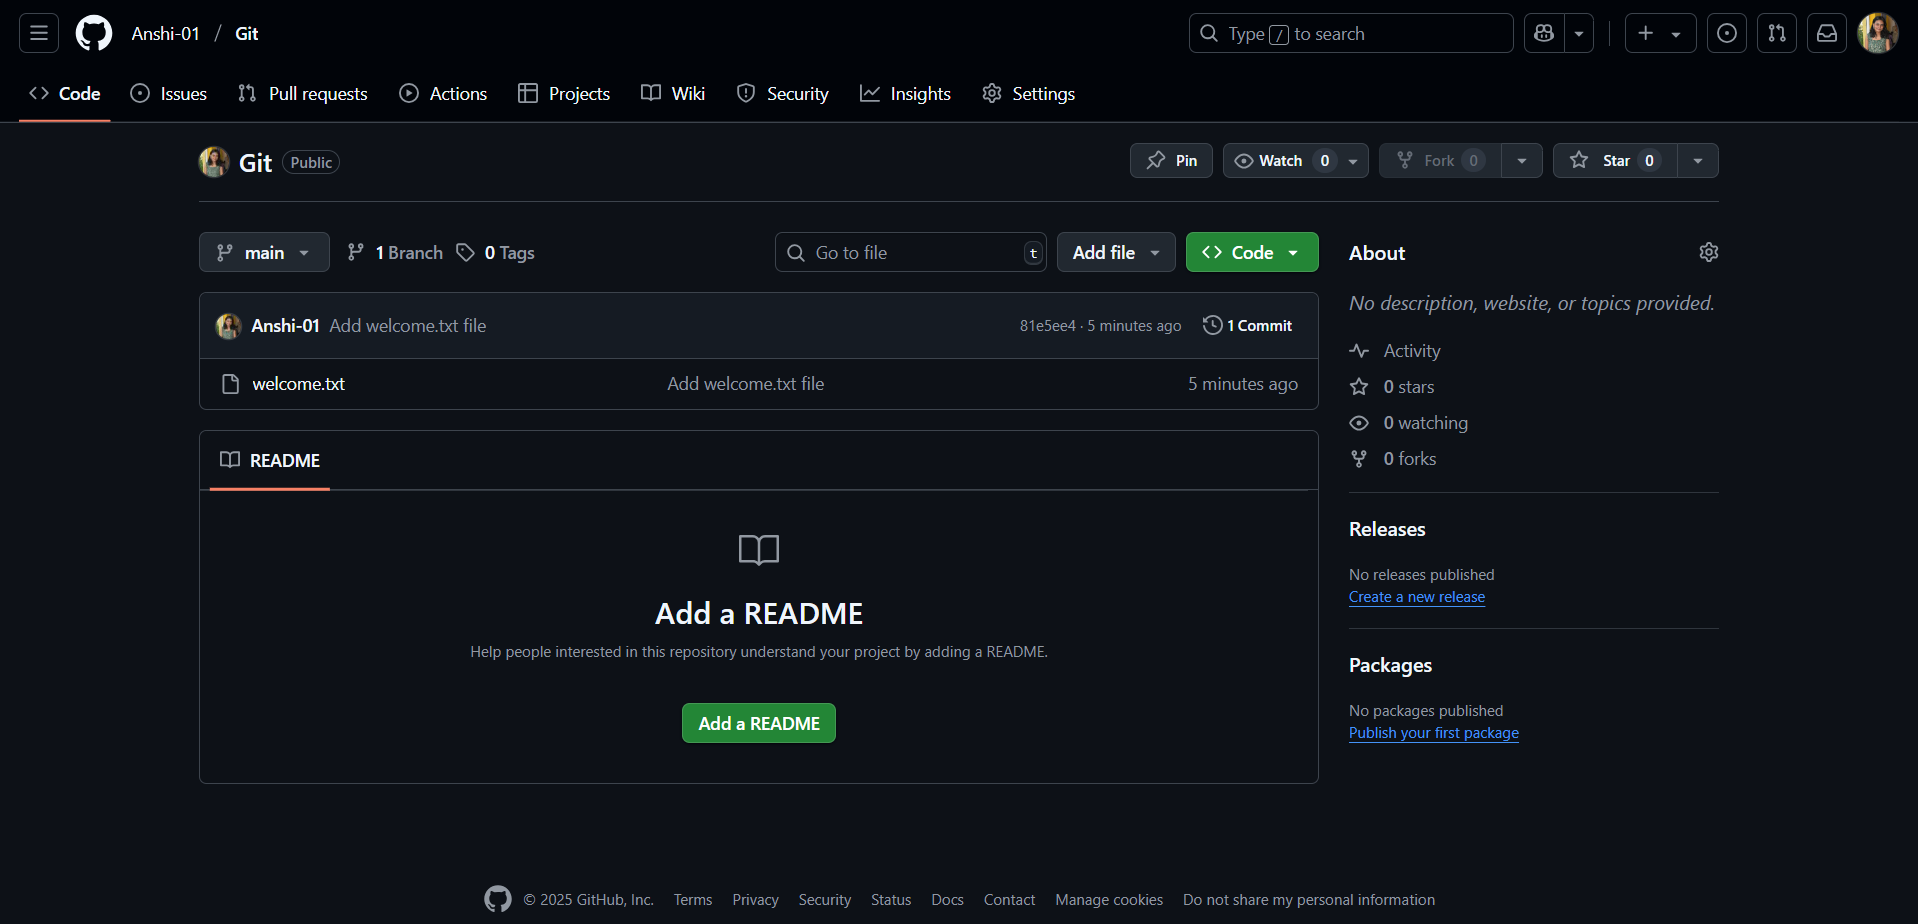 Anshi-01 / Git
Type / to search
Code Issues Pull requests Actions Projects Wiki Security Insights Settings
Git Public
Pin Watch 0 Fork 0 Star 0
main 1 Branch 0 Tags Go to file t Add file Code
Anshi-01 Add welcome.txt file 81e5ee4 · 5 minutes ago 1 Commit
welcome.txt Add welcome.txt file 5 minutes ago
README
Add a README
Help people interested in this repository understand your project by adding a README.
Add a README
About
No description, website, or topics provided.
Activity
0 stars
0 watching
0 forks
Releases
No releases published
Create a new release
Packages
No packages published
Publish your first package
© 2025 GitHub, Inc. Terms Privacy Security Status Docs Contact Manage cookies Do not share my personal information